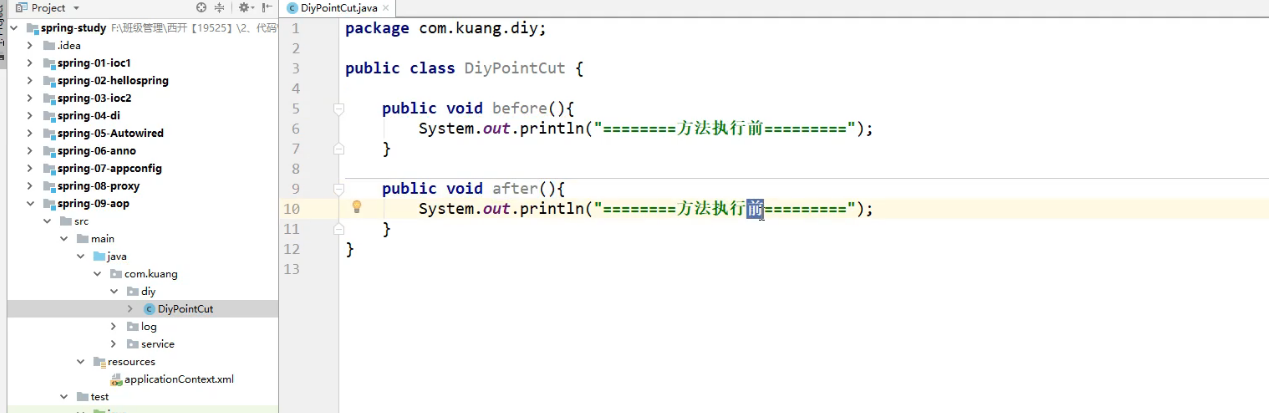 Project
DiyPointCut.java
spring-study F:\班级管理\西开【19525】\2、代码
.idea
spring-01-ioc1
spring-02-hellospring
spring-03-ioc2
spring-04-di
spring-05-Autowired
spring-06-anno
spring-07-appconfig
spring-08-proxy
spring-09-aop
src
main
java
com.kuang
diy
DiyPointCut
log
service
resources
applicationContext.xml
test
1 package com.kuang.diy;
2
3 public class DiyPointCut {
4
5 public void before(){
6 System.out.println("========方法执行前=========");
7 }
8
9 public void after(){
10 System.out.println("========方法执行前=========");
11 }
12 }
13